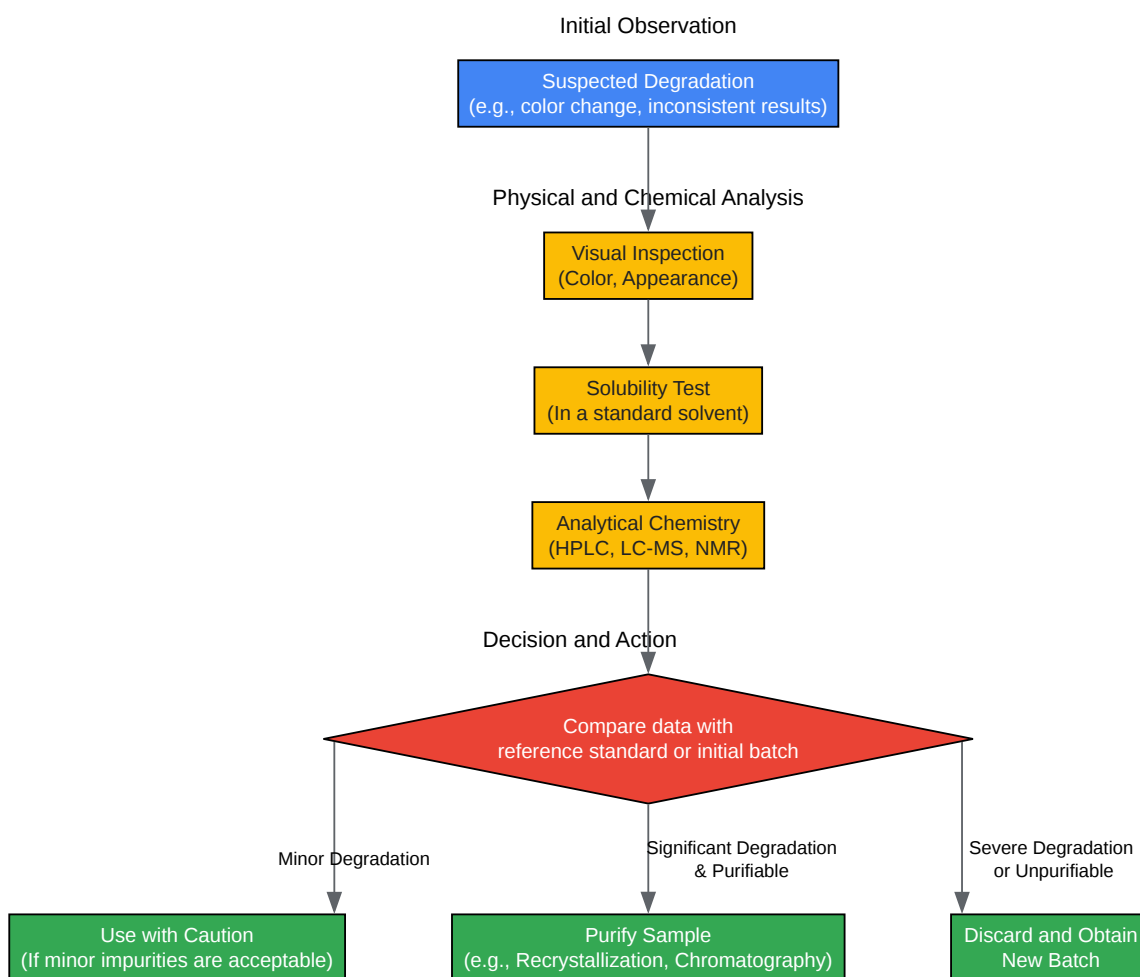 Initial Observation
Suspected Degradation
(e.g., color change, inconsistent results)
Physical and Chemical Analysis
Visual Inspection
(Color, Appearance)
Solubility Test
(In a standard solvent)
Analytical Chemistry
(HPLC, LC-MS, NMR)
Decision and Action
Compare data with
reference standard or initial batch
Minor Degradation
Significant Degradation
& Purifiable
Severe Degradation
or Unpurifiable
Use with Caution
(If minor impurities are acceptable)
Purify Sample
(e.g., Recrystallization, Chromatography)
Discard and Obtain
New Batch